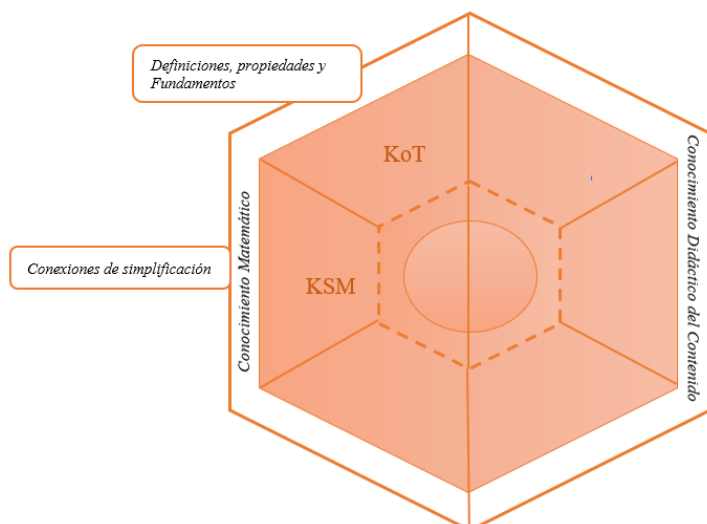 Definiciones, propiedades y
Fundamentos
KoT
Conexiones de simplificación
KSM
Conocimiento Matemático
Conocimiento Didáctico del Contenido